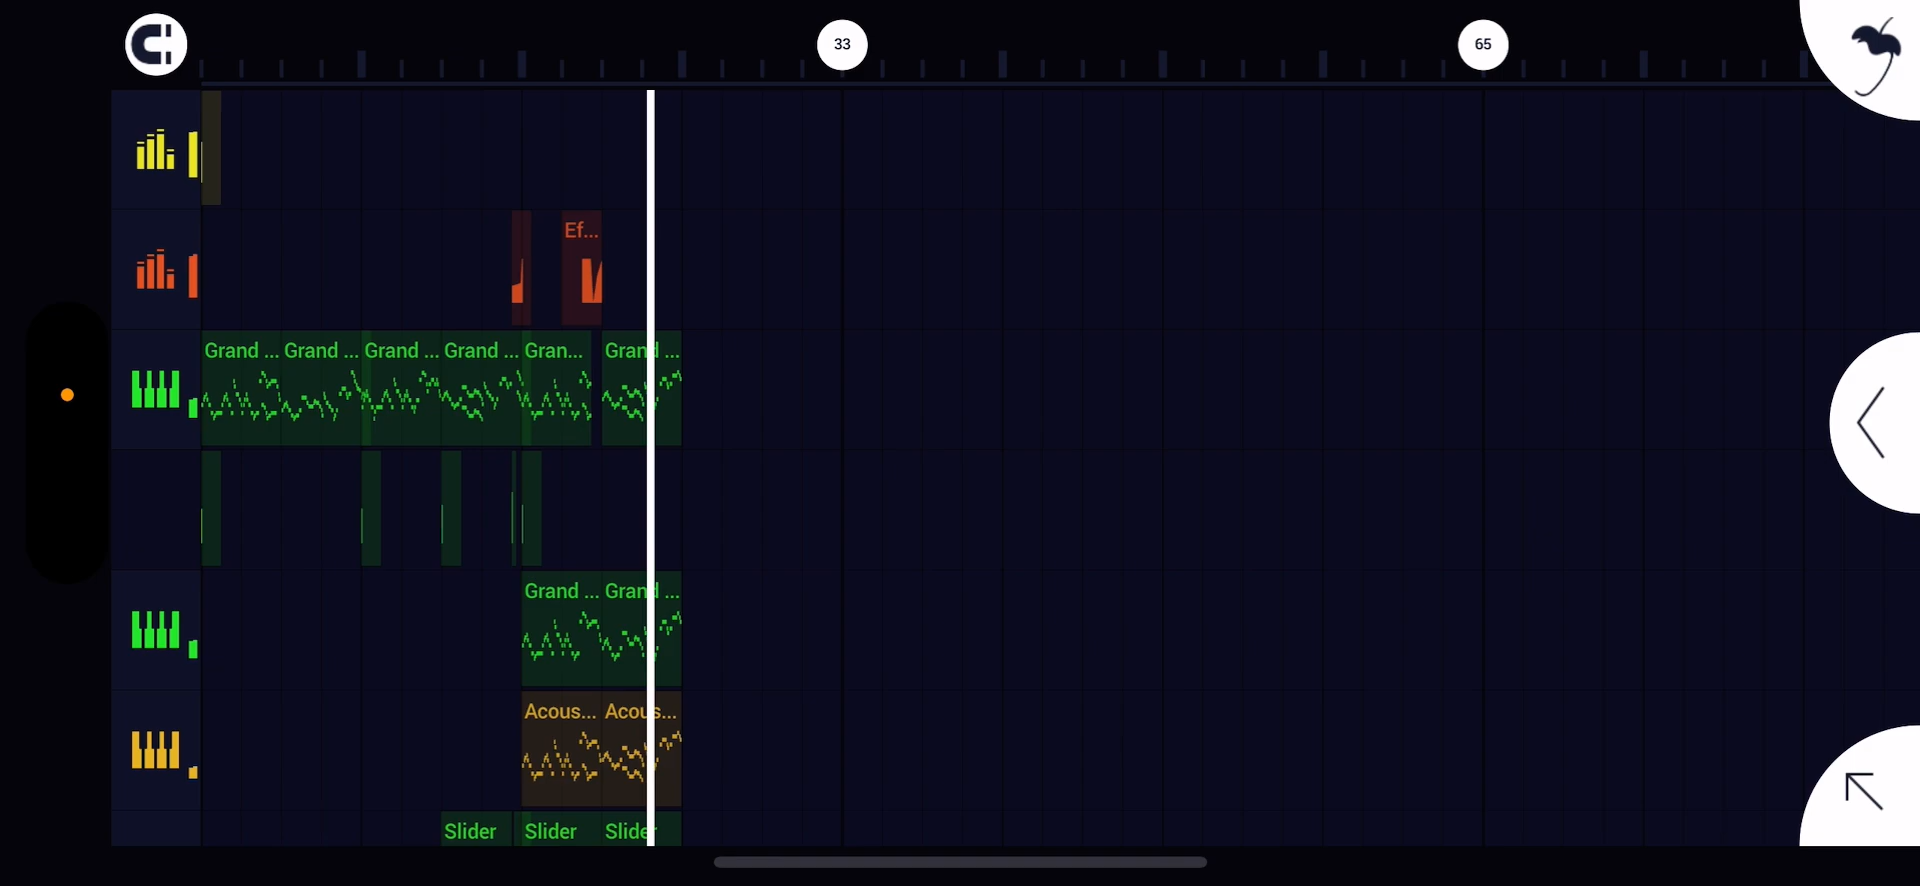 33
65
Ef...
Grand ... Grand ... Grand ... Grand ... Gran... Grand ...
Grand ... Grand ...
Acous... Acous...
Slider Slider Slider